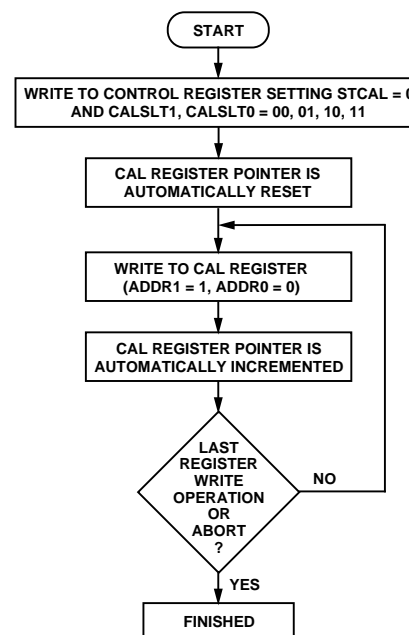 START
WRITE TO CONTROL REGISTER SETTING STCAL = 0
AND CALSLT1, CALSLT0 = 00, 01, 10, 11
CAL REGISTER POINTER IS
AUTOMATICALLY RESET
WRITE TO CAL REGISTER
(ADDR1 = 1, ADDR0 = 0)
CAL REGISTER POINTER IS
AUTOMATICALLY INCREMENTED
LAST
REGISTER
WRITE
OPERATION
OR
ABORT
?
NO
YES
FINISHED